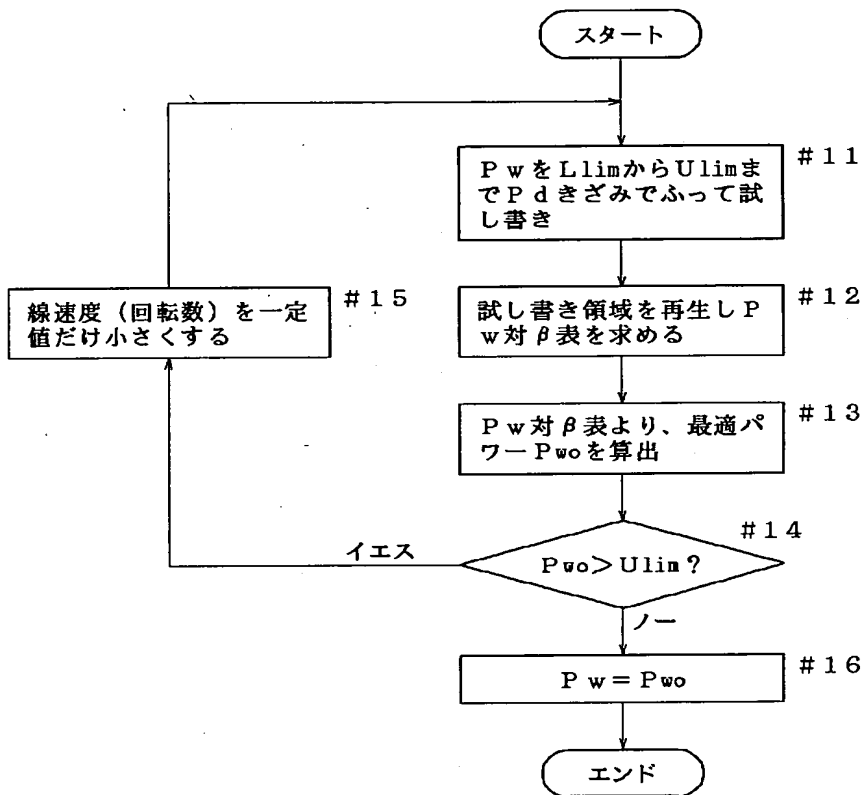 スタート
PwをLlimからUlimま
でPdきざみでふって試
し書き
#11
試し書き領域を再生しP
w対β表を求める
#12
Pw対β表より、最適パ
ワーPwoを算出
#13
Pwo>Ulim?
#14
イエス
線速度(回転数)を一定
値だけ小さくする
#15
ノー
Pw=Pwo
#16
エンド